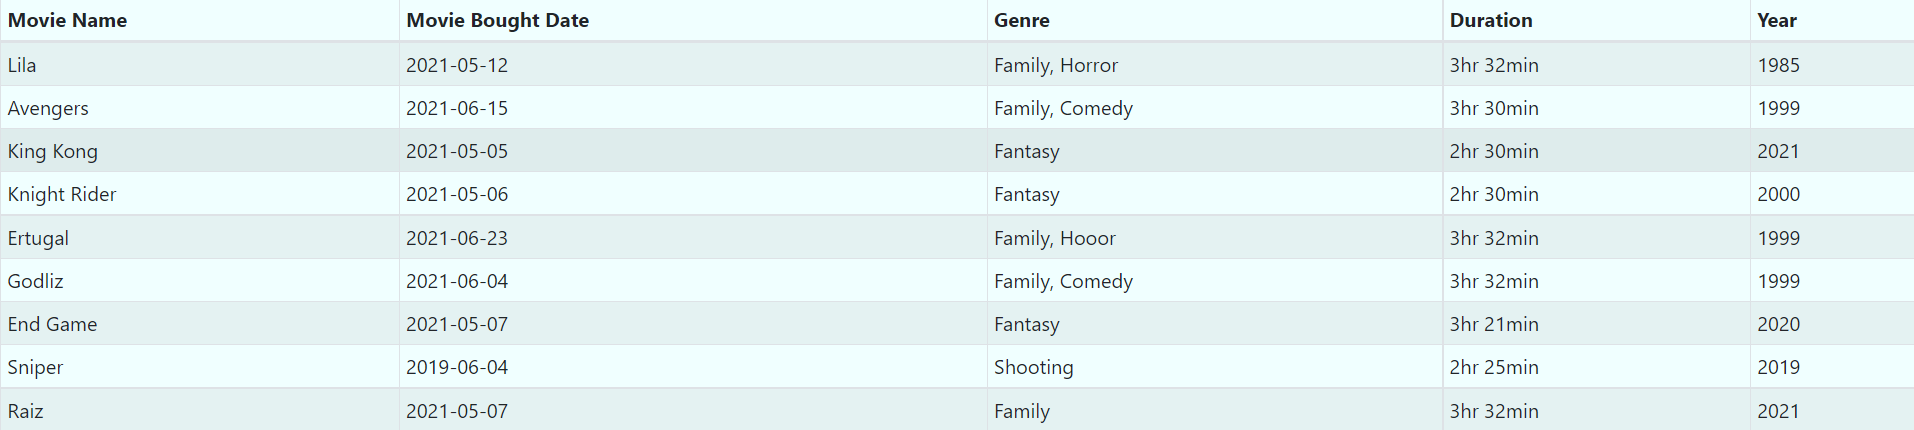 Movie Name Movie Bought Date Genre Duration Year
Lila 2021-05-12 Family, Horror 3hr 32min 1985
Avengers 2021-06-15 Family, Comedy 3hr 30min 1999
King Kong 2021-05-05 Fantasy 2hr 30min 2021
Knight Rider 2021-05-06 Fantasy 2hr 30min 2000
Ertugal 2021-06-23 Family, Hooor 3hr 32min 1999
Godliz 2021-06-04 Family, Comedy 3hr 32min 1999
End Game 2021-05-07 Fantasy 3hr 21min 2020
Sniper 2019-06-04 Shooting 2hr 25min 2019
Raiz 2021-05-07 Family 3hr 32min 2021